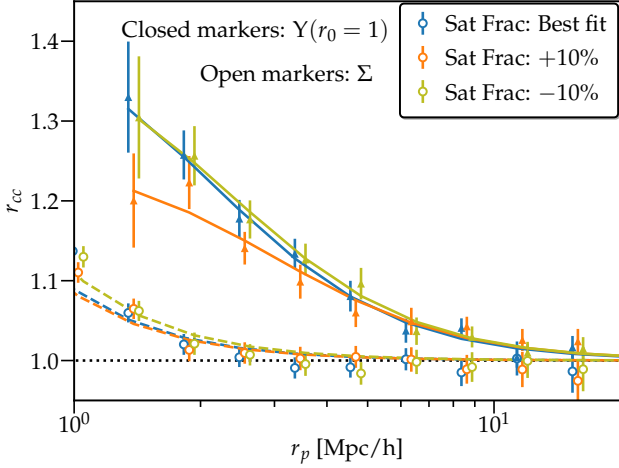 Closed markers: Υ(r₀ = 1)
Open markers: Σ
Sat Frac: Best fit
Sat Frac: +10%
Sat Frac: −10%
1.4
1.3
1.2
1.1
1.0
r_cc
10⁰
10¹
r_p [Mpc/h]